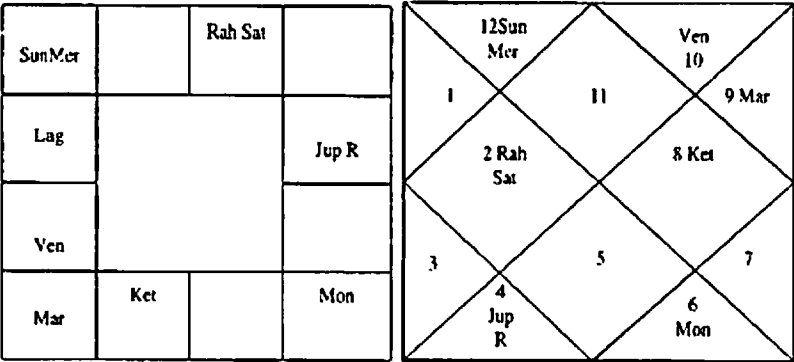 Rah Sat
SunMer
Lag
Jup R
Ven
Ket
Mon
Mar
12Sun
Mer
Ven
10
1
11
9 Mar
2 Rah
Sat
8 Ket
3
5
7
4
Jup
R
6
Mon